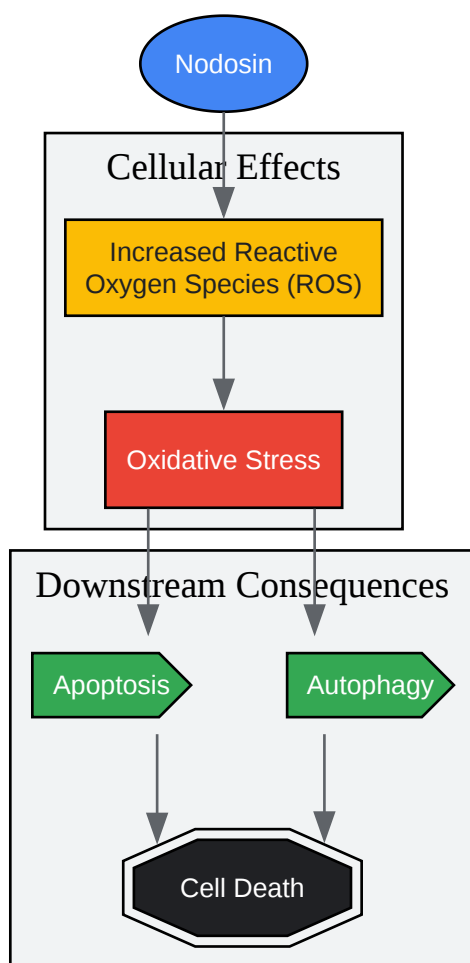 Nodosin
Cellular Effects
Increased Reactive
Oxygen Species (ROS)
Oxidative Stress
Downstream Consequences
Apoptosis
Autophagy
Cell Death